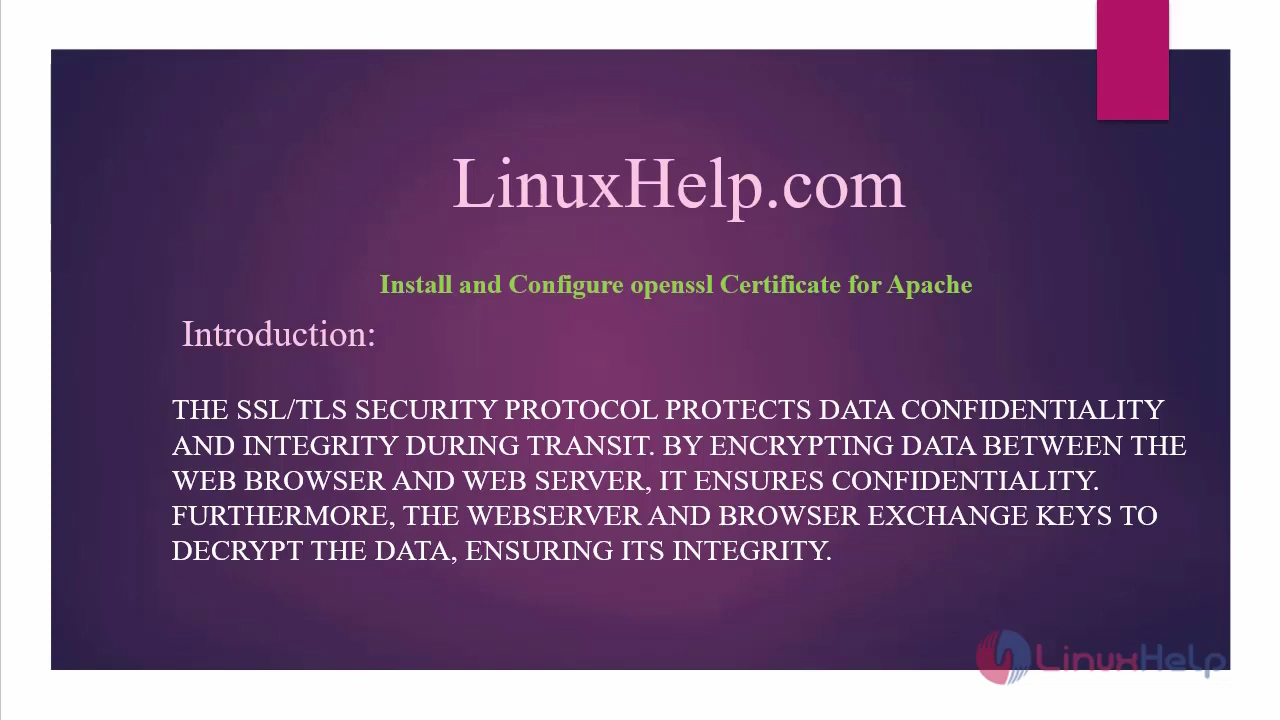 LinuxHelp.com
Install and Configure openssl Certificate for Apache
Introduction:
THE SSL/TLS SECURITY PROTOCOL PROTECTS DATA CONFIDENTIALITY
AND INTEGRITY DURING TRANSIT. BY ENCRYPTING DATA BETWEEN THE
WEB BROWSER AND WEB SERVER, IT ENSURES CONFIDENTIALITY.
FURTHERMORE, THE WEBSERVER AND BROWSER EXCHANGE KEYS TO
DECRYPT THE DATA, ENSURING ITS INTEGRITY.
LinuxHelp